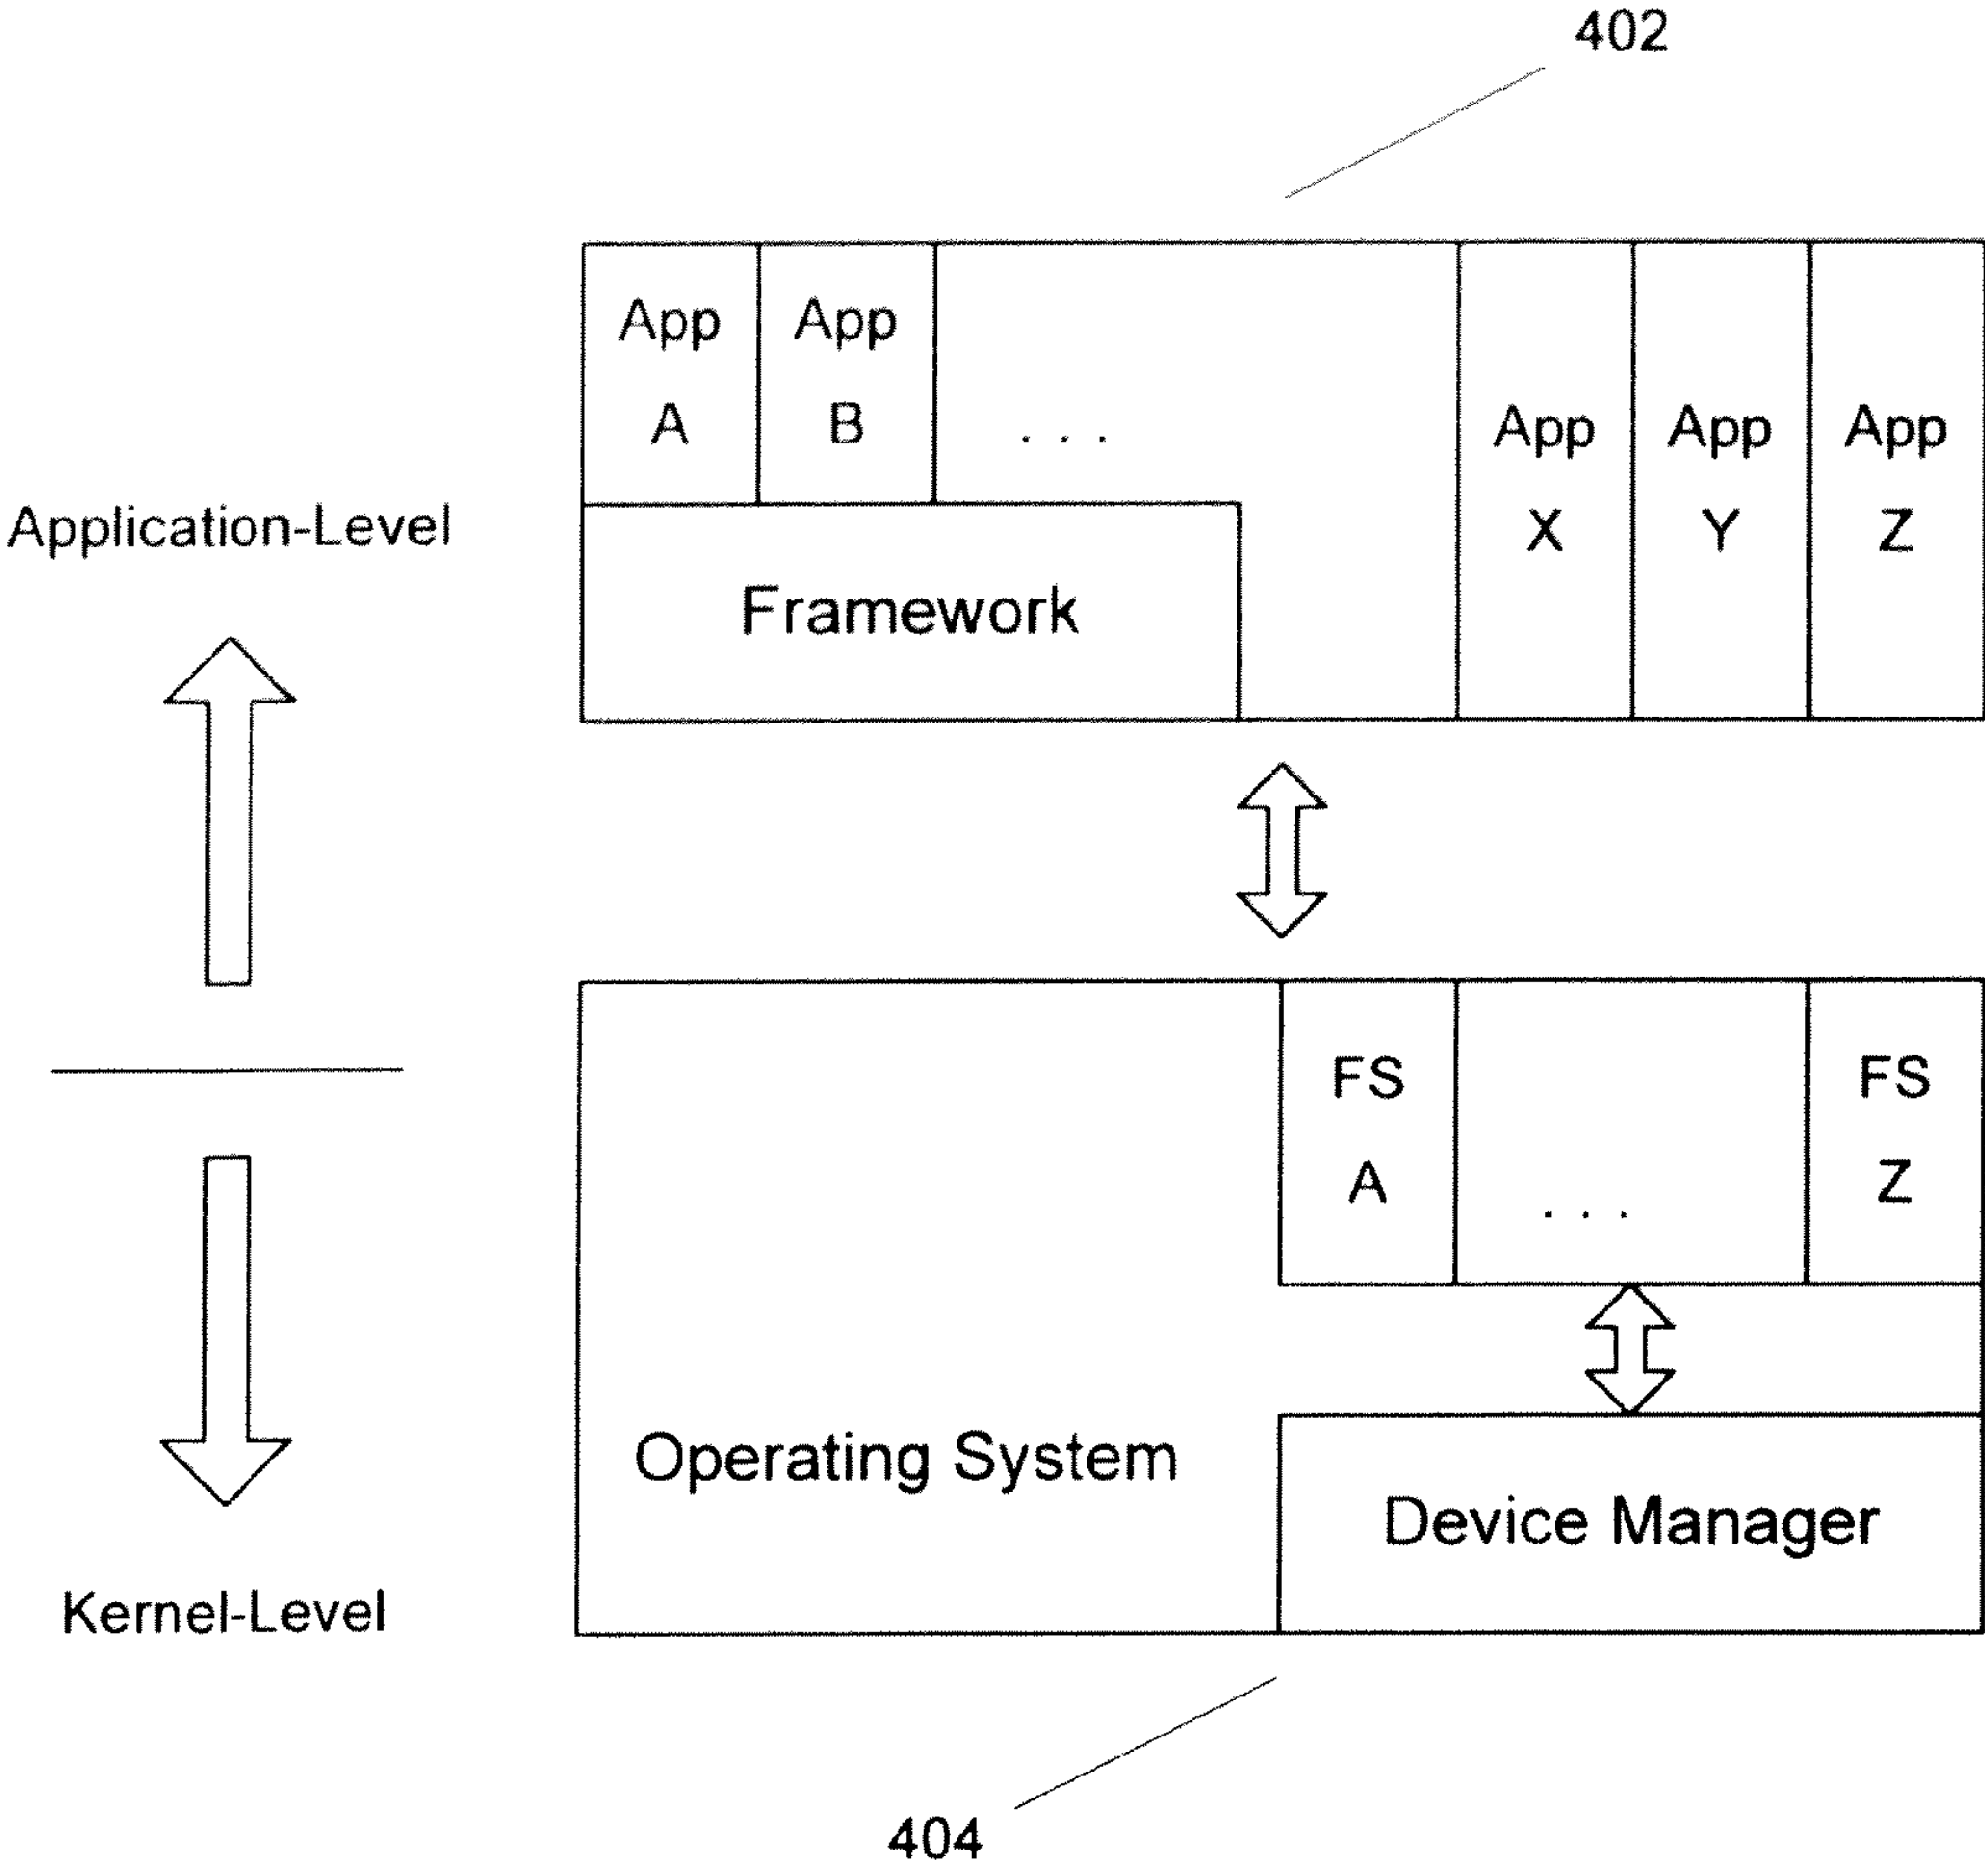 402
App A
App B
. . .
App X
App Y
App Z
Application-Level
Framework
FS A
. . .
FS Z
Operating System
Device Manager
Kernel-Level
404